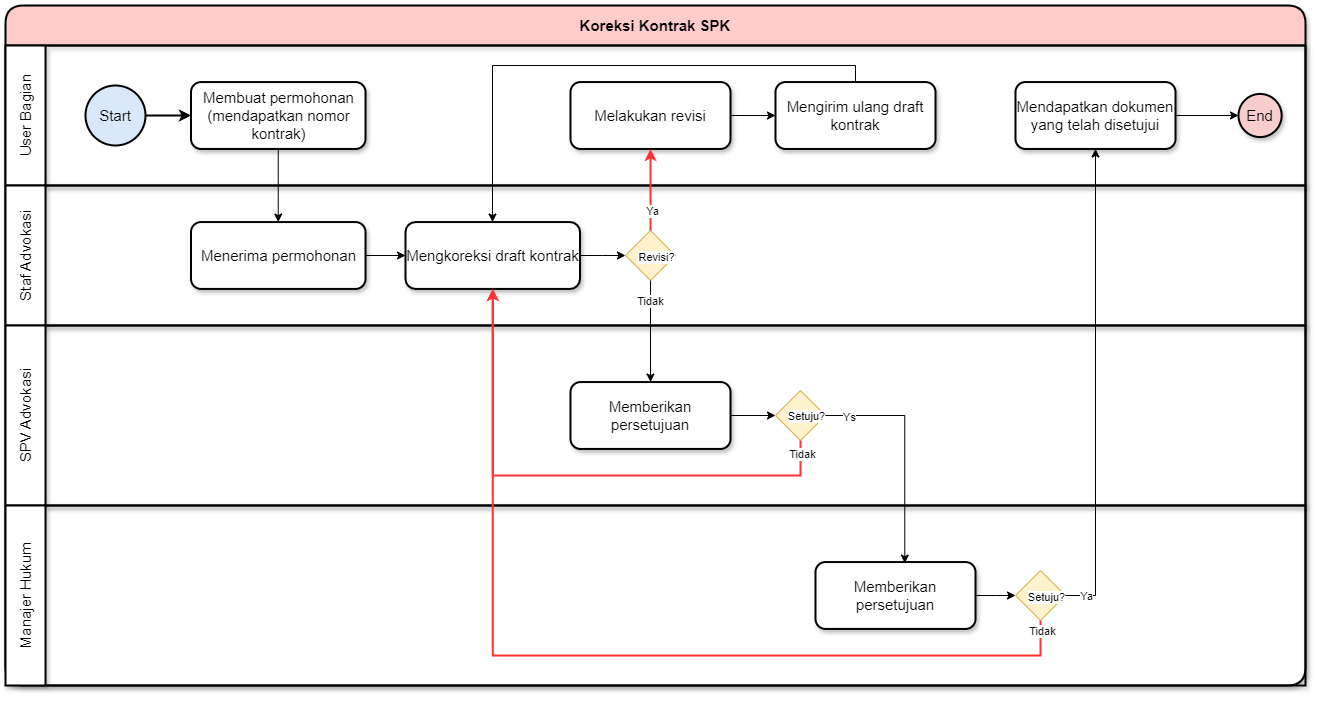 Koreksi Kontrak SPK
User Bagian
Start
Membuat permohonan
(mendapatkan nomor
kontrak)
Melakukan revisi
Mengirim ulang draft
kontrak
Mendapatkan dokumen
yang telah disetujui
End
Staf Advokasi
Menerima permohonan
Mengkoreksi draft kontrak
Ya
Revisi?
Tidak
SPV Advokasi
Memberikan
persetujuan
Setuju?
Ys
Tidak
Manajer Hukum
Memberikan
persetujuan
Setuju?
Ya
Tidak